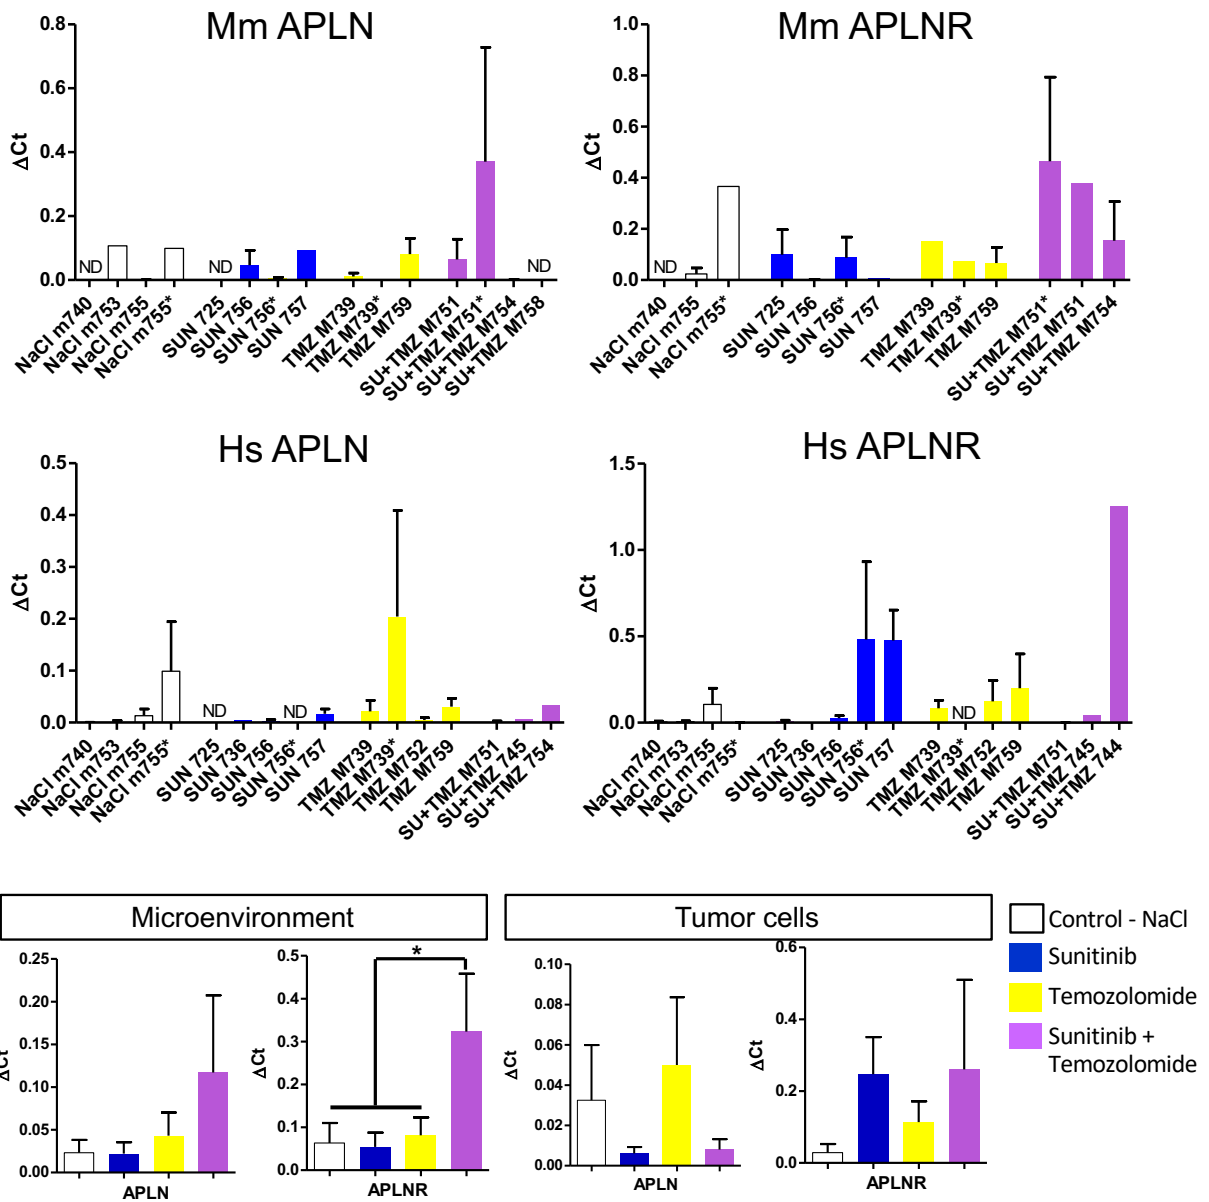 Mm APLN
0.8
0.6
0.4
0.2
0.0
ΔCt
ND
ND
ND
NaCl m740
NaCl m753
NaCl m755
NaCl m755*
SUN 725
SUN 756
SUN 756*
SUN 757
TMZ M739
TMZ M739*
TMZ M759
SU+TMZ M751
SU+TMZ M751*
SU+TMZ M754
SU+TMZ M758
Mm APLNR
1.0
0.8
0.6
0.4
0.2
0.0
ΔCt
ND
NaCl m740
NaCl m755
NaCl m755*
SUN 725
SUN 756
SUN 756*
SUN 757
TMZ M739
TMZ M739*
TMZ M759
SU+TMZ M751*
SU+TMZ M751
SU+TMZ M754
Hs APLN
0.5
0.4
0.3
0.2
0.1
0.0
ΔCt
ND
ND
NaCl m740
NaCl m753
NaCl m755
NaCl m755*
SUN 725
SUN 736
SUN 756
SUN 756*
SUN 757
TMZ M739
TMZ M739*
TMZ M752
TMZ M759
SU+TMZ M751
SU+TMZ 745
SU+TMZ 754
Hs APLNR
1.5
1.0
0.5
0.0
ΔCt
ND
NaCl m740
NaCl m753
NaCl m755
NaCl m755*
SUN 725
SUN 736
SUN 756
SUN 756*
SUN 757
TMZ M739
TMZ M739*
TMZ M752
TMZ M759
SU+TMZ M751
SU+TMZ 745
SU+TMZ 744
Microenvironment
0.25
0.20
0.15
0.10
0.05
0.00
ΔCt
APLN
0.5
0.4
0.3
0.2
0.1
0.0
ΔCt
*
APLNR
Tumor cells
0.10
0.08
0.06
0.04
0.02
0.00
ΔCt
APLN
0.6
0.4
0.2
0.0
ΔCt
APLNR
Control - NaCl
Sunitinib
Temozolomide
Sunitinib +
Temozolomide